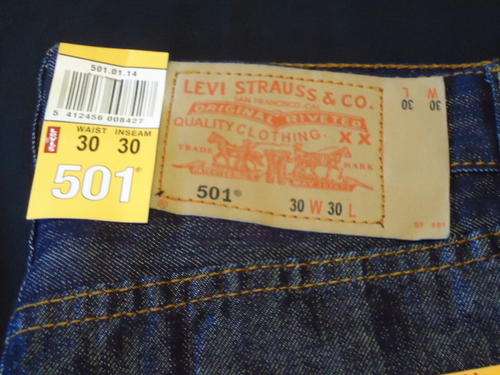 501.01.14
5 412456 008427
WAIST INSEAM
30 30
501®
LEVI STRAUSS & CO.
SAN FRANCISCO, CAL.
ORIGINAL RIVETED
QUALITY CLOTHING.
XX
TRADE MARK
501®
30 W 30 L
W L
30 30